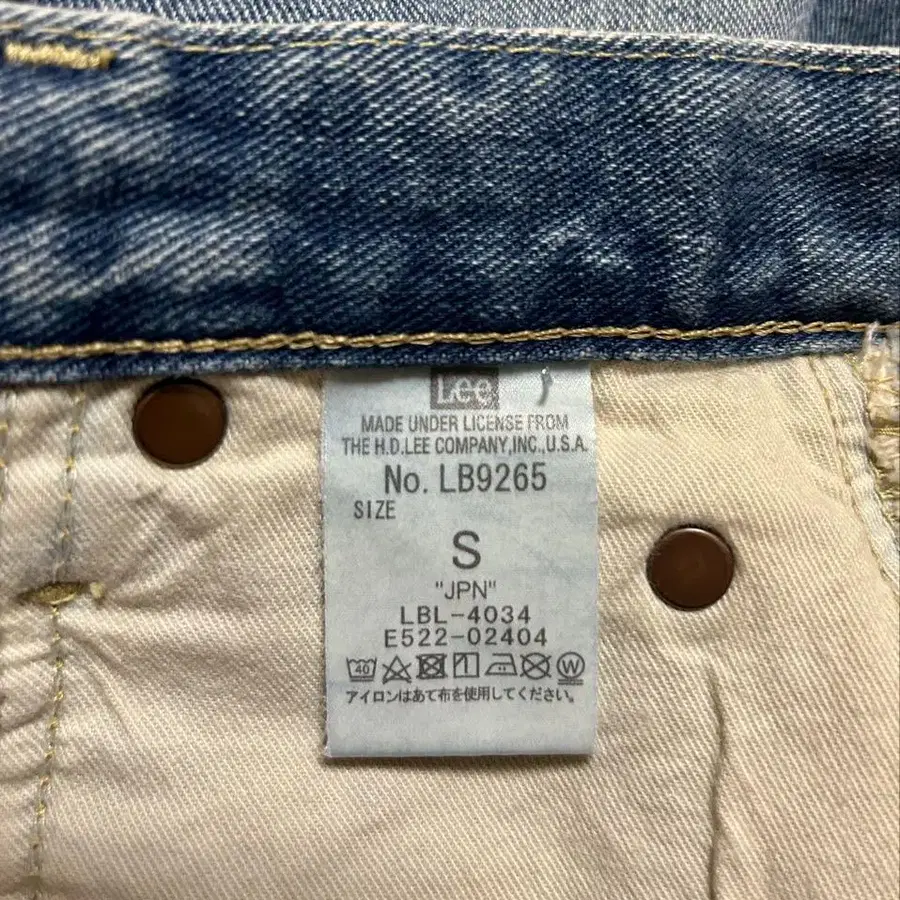 Lee
MADE UNDER LICENSE FROM
THE H.D.LEE COMPANY,INC.,U.S.A.
No. LB9265
SIZE
S
"JPN"
LBL-4034
E522-02404
40 W
アイロンはあて布を使用してください。